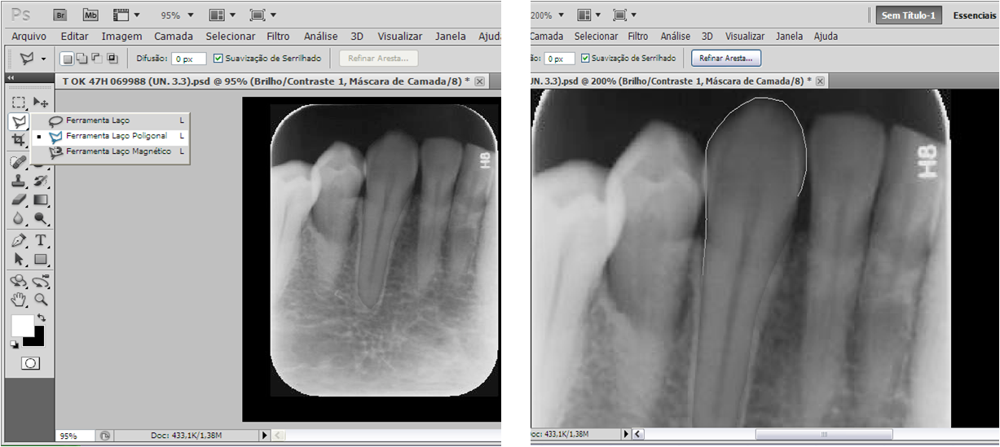 Ps Br Mb 95%
Arquivo Editar Imagem Camada Selecionar Filtro Análise 3D Visualizar Janela Ajuda
Difusão: 0 px Suavização de Serrilhado Refinar Aresta...
T OK 47H 069988 (UN. 3.3).psd @ 95% (Brilho/Contraste 1, Máscara de Camada/8) *
Ferramenta Laço L
Ferramenta Laço Poligonal L
Ferramenta Laço Magnético L
T
HB
95% Doc: 433,1K/1,38M
200% Sem Título-1 Essenciais
Camada Selecionar Filtro Análise 3D Visualizar Janela Ajuda
ão: 0 px Suavização de Serrilhado Refinar Aresta...
UN. 3.3).psd @ 200% (Brilho/Contraste 1, Máscara de Camada/8) *
HB
oc: 433,1K/1,38M